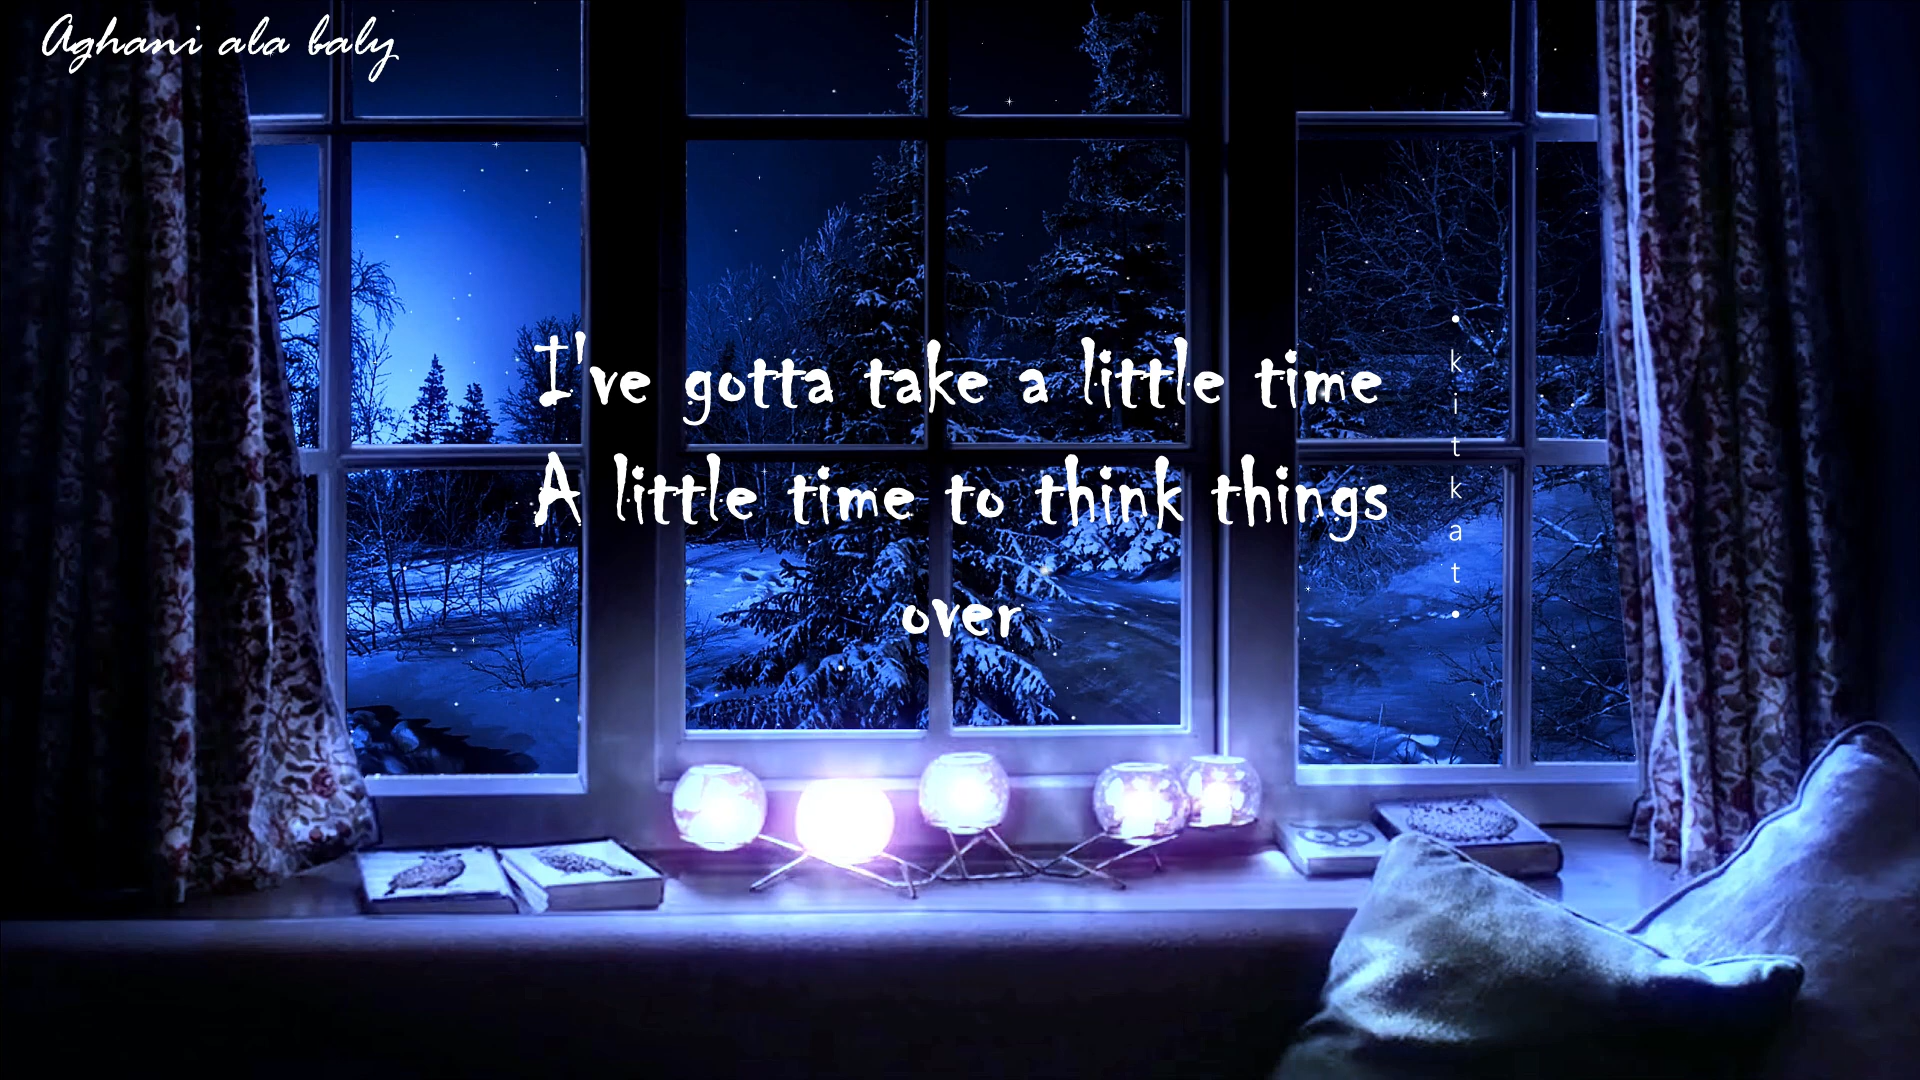 Aghani ala baly
I've gotta take a little time
A little time to think things
over
•kitkat•